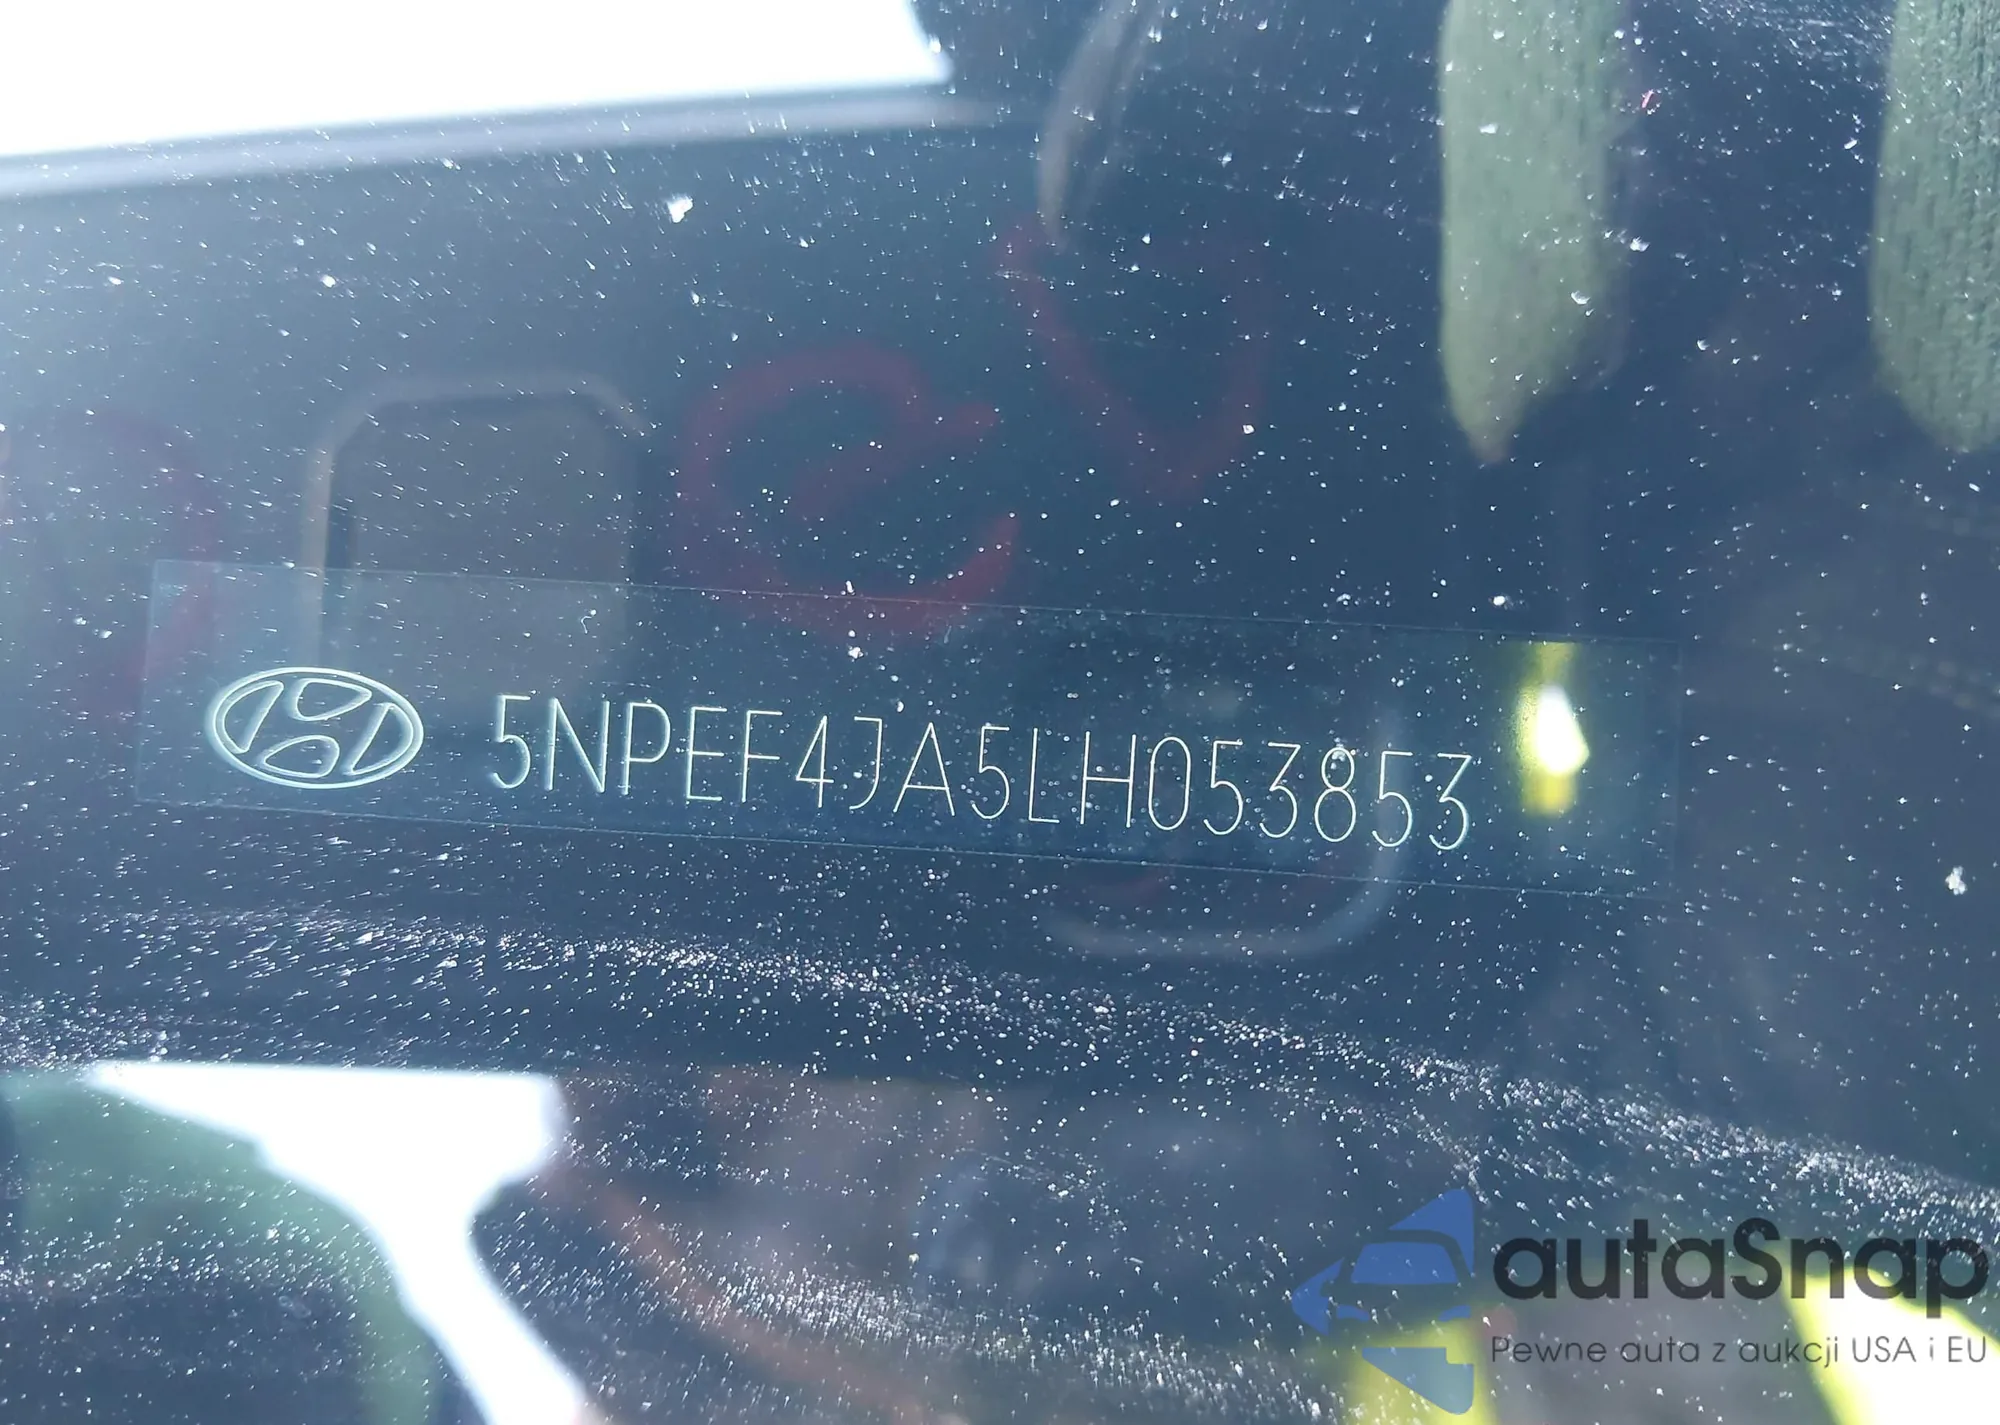 5NPEF4JA5LH053853
autaSnap
Pewne auta z aukcji USA i EU